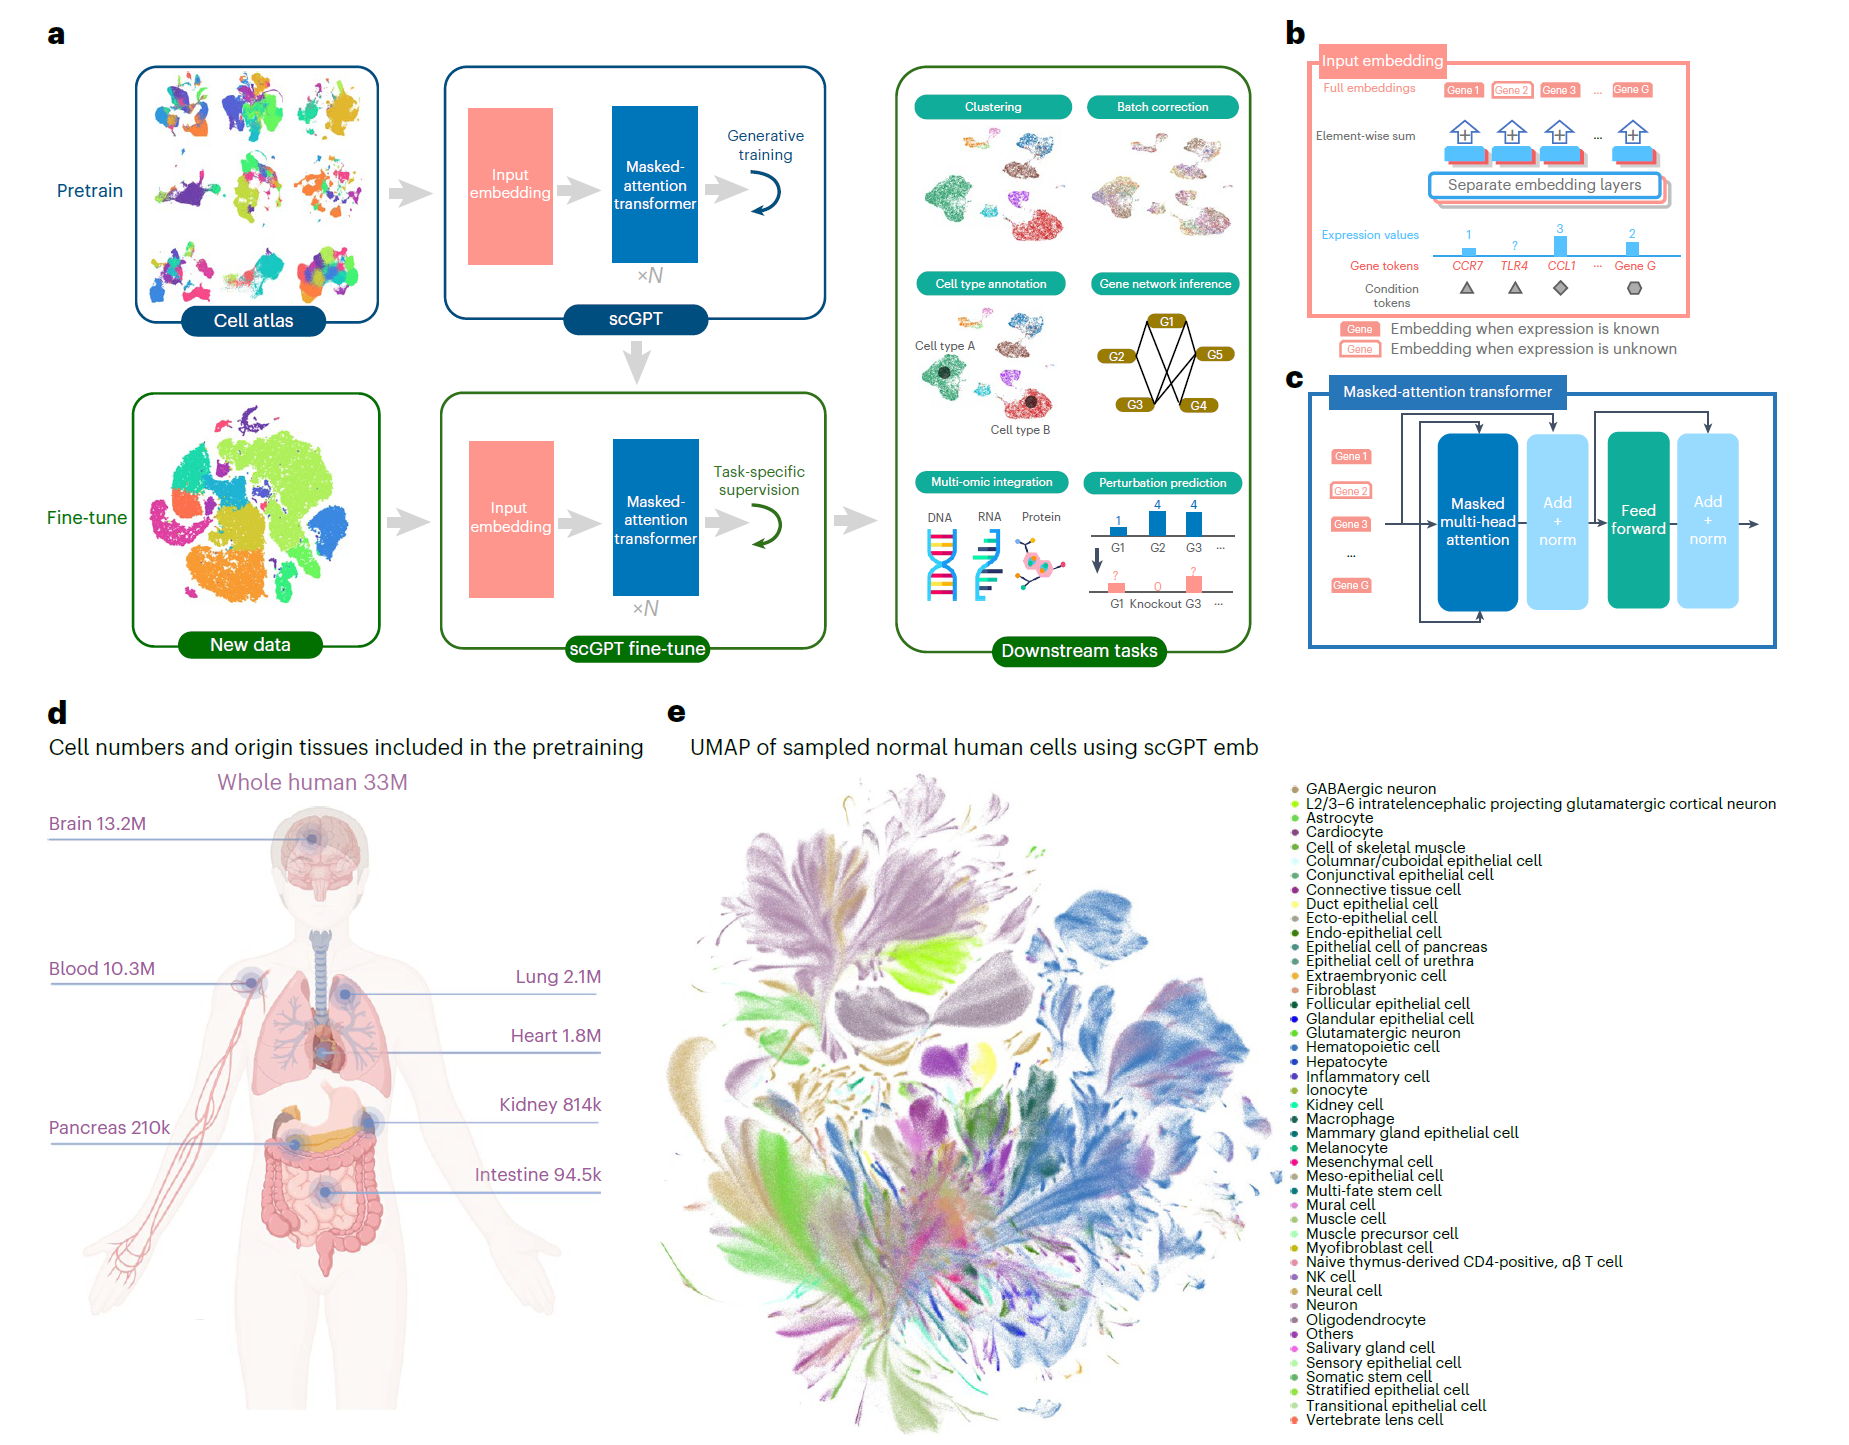 a
Pretrain
Cell atlas
Input
embedding
Masked-
attention
transformer
×N
Generative
training
scGPT
Fine-tune
New data
Input
embedding
Masked-
attention
transformer
×N
Task-specific
supervision
scGPT fine-tune
Clustering
Batch correction
Cell type annotation
Cell type A
Cell type B
Gene network inference
G1
G2
G5
G3
G4
Multi-omic integration
DNA
RNA
Protein
Perturbation prediction
1
4
4
G1
G2
G3
...
?
0
?
G1
Knockout
G3
...
Downstream tasks
b
Input embedding
Full embeddings
Gene 1
Gene 2
Gene 3
...
Gene G
Element-wise sum
+
+
+
...
+
Separate embedding layers
Expression values
1
?
3
2
Gene tokens
CCR7
TLR4
CCL1
...
Gene G
Condition
tokens
Gene
Embedding when expression is known
Gene
Embedding when expression is unknown
c
Masked-attention transformer
Gene 1
Gene 2
Gene 3
...
Gene G
Masked
multi-head
attention
Add
+
norm
Feed
forward
Add
+
norm
d
Cell numbers and origin tissues included in the pretraining
Whole human 33M
Brain 13.2M
Blood 10.3M
Lung 2.1M
Heart 1.8M
Kidney 814k
Pancreas 210k
Intestine 94.5k
e
UMAP of sampled normal human cells using scGPT emb
GABAergic neuron
L2/3–6 intratelencephalic projecting glutamatergic cortical neuron
Astrocyte
Cardiocyte
Cell of skeletal muscle
Columnar/cuboidal epithelial cell
Conjunctival epithelial cell
Connective tissue cell
Duct epithelial cell
Ecto-epithelial cell
Endo-epithelial cell
Epithelial cell of pancreas
Epithelial cell of urethra
Extraembryonic cell
Fibroblast
Follicular epithelial cell
Glandular epithelial cell
Glutamatergic neuron
Hematopoietic cell
Hepatocyte
Inflammatory cell
Ionocyte
Kidney cell
Macrophage
Mammary gland epithelial cell
Melanocyte
Mesenchymal cell
Meso-epithelial cell
Multi-fate stem cell
Mural cell
Muscle cell
Muscle precursor cell
Myofibroblast cell
Naive thymus-derived CD4-positive, αβ T cell
NK cell
Neural cell
Neuron
Oligodendrocyte
Others
Salivary gland cell
Sensory epithelial cell
Somatic stem cell
Stratified epithelial cell
Transitional epithelial cell
Vertebrate lens cell